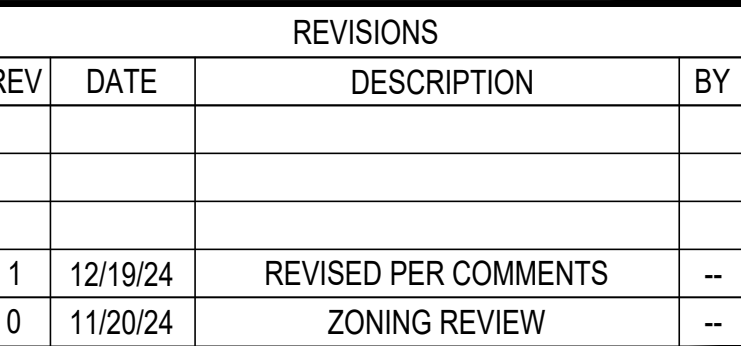 REVISIONS
REV DATE DESCRIPTION BY
1 12/19/24 REVISED PER COMMENTS --
0 11/20/24 ZONING REVIEW --